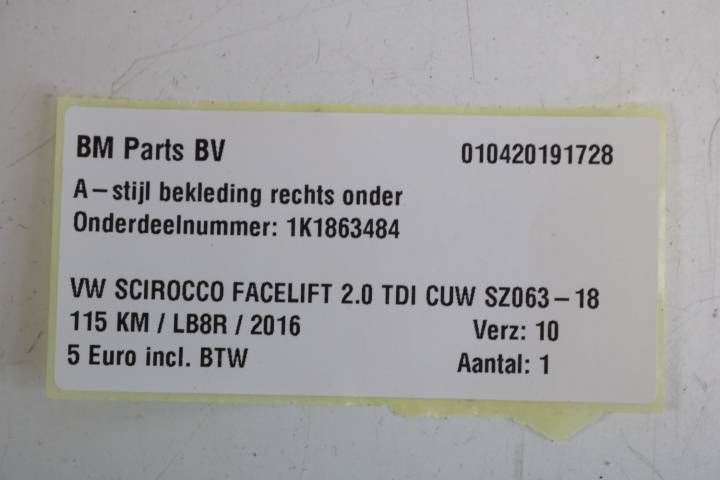 BM Parts BV 010420191728
A-stijl bekleding rechts onder
Onderdeelnummer: 1K1863484
VW SCIROCCO FACELIFT 2.0 TDI CUW SZ063-18
115 KM / LB8R / 2016 Verz: 10
5 Euro incl. BTW Aantal: 1